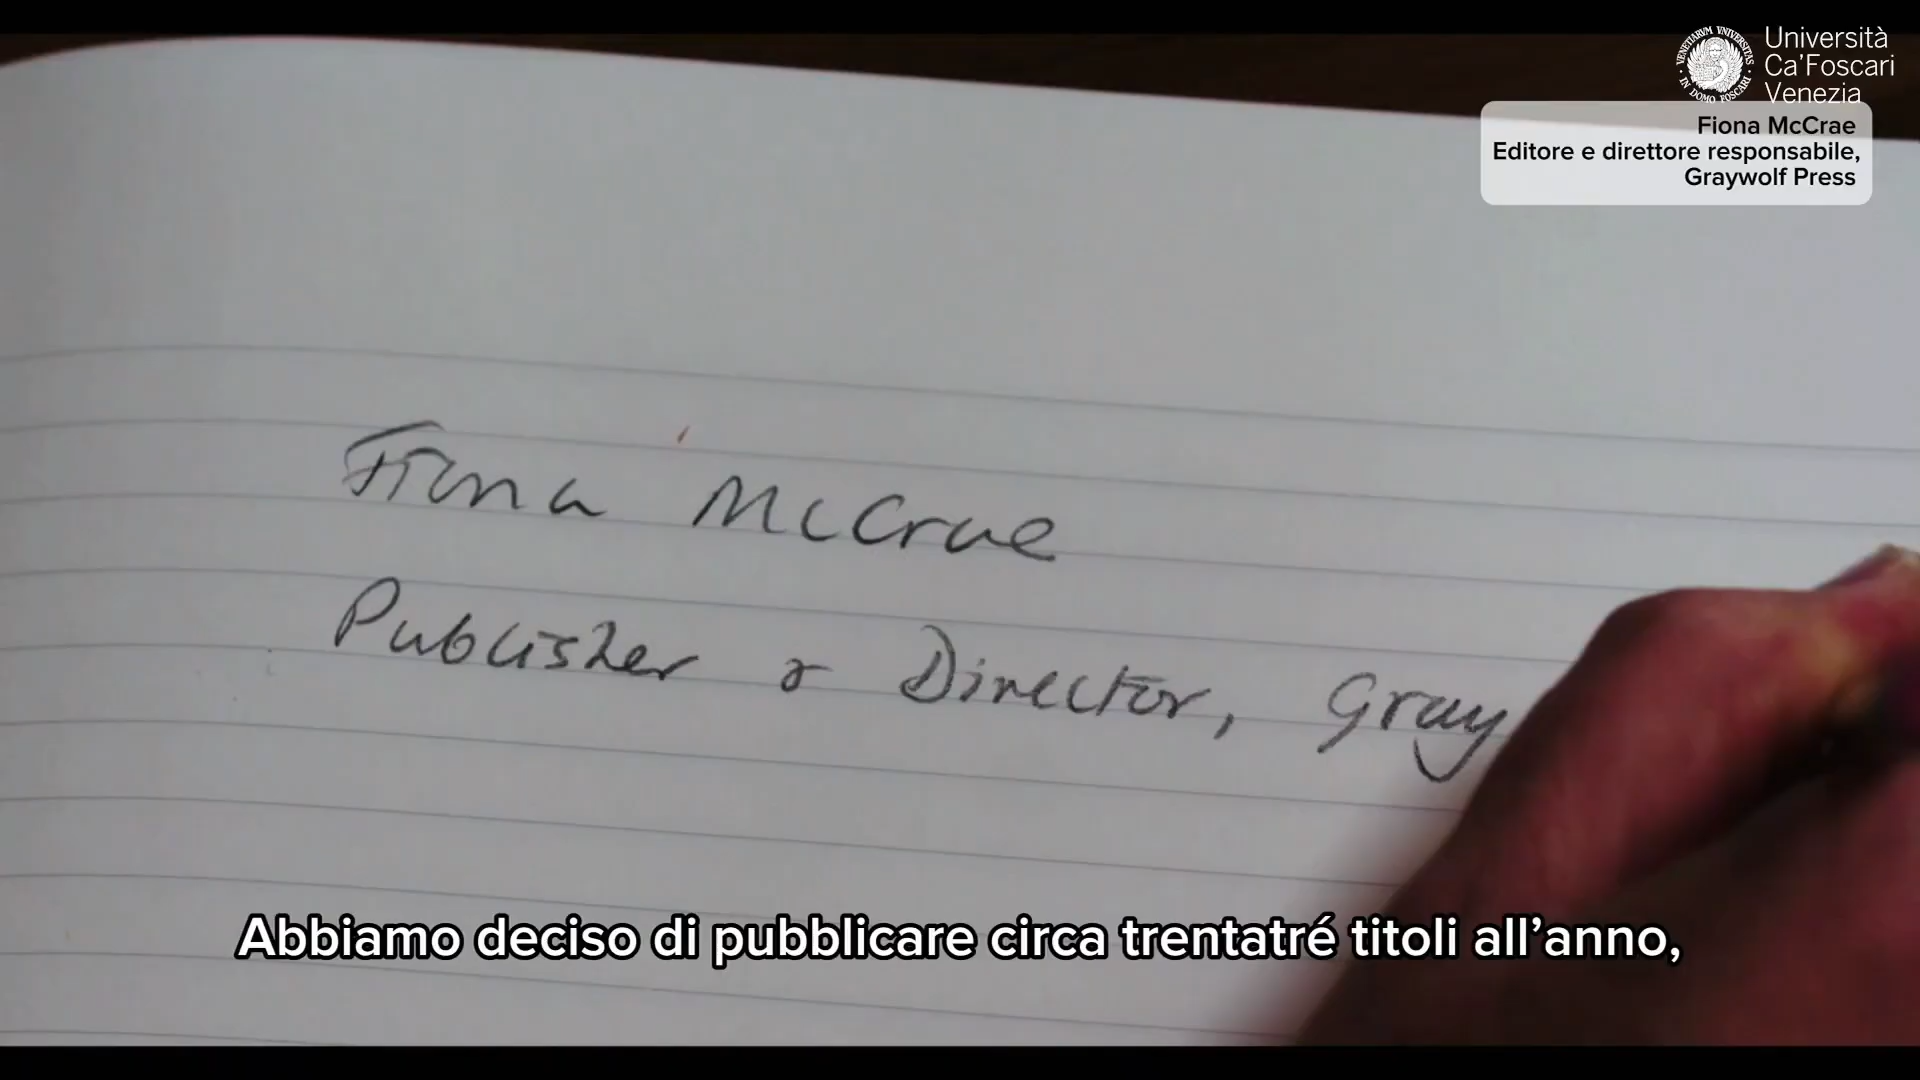 Università
Ca'Foscari
Venezia
Fiona McCrae
Editore e direttore responsabile,
Graywolf Press
Fiona McCrae
Publisher & Director, Gray
Abbiamo deciso di pubblicare circa trentatré titoli all’anno,